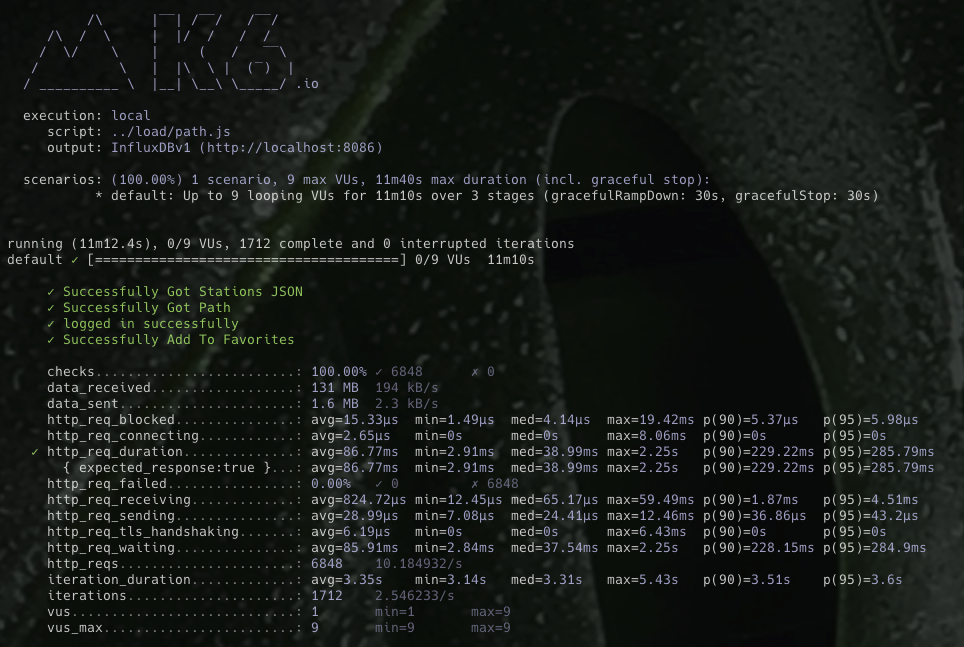 .io
execution: local
script: ../load/path.js
output: InfluxDBv1 (http://localhost:8086)
scenarios: (100.00%) 1 scenario, 9 max VUs, 11m40s max duration (incl. graceful stop):
* default: Up to 9 looping VUs for 11m10s over 3 stages (gracefulRampDown: 30s, gracefulStop: 30s)
running (11m12.4s), 0/9 VUs, 1712 complete and 0 interrupted iterations
default ✓ [======================================] 0/9 VUs  11m10s
✓ Successfully Got Stations JSON
✓ Successfully Got Path
✓ logged in successfully
✓ Successfully Add To Favorites
checks.........................: 100.00% ✓ 6848      ✗ 0
data_received..................: 131 MB  194 kB/s
data_sent......................: 1.6 MB  2.3 kB/s
http_req_blocked...............: avg=15.33µs  min=1.49µs  med=4.14µs  max=19.42ms p(90)=5.37µs   p(95)=5.98µs
http_req_connecting............: avg=2.65µs   min=0s      med=0s      max=8.06ms  p(90)=0s       p(95)=0s
✓ http_req_duration..............: avg=86.77ms  min=2.91ms  med=38.99ms max=2.25s   p(90)=229.22ms p(95)=285.79ms
{ expected_response:true }...: avg=86.77ms  min=2.91ms  med=38.99ms max=2.25s   p(90)=229.22ms p(95)=285.79ms
http_req_failed................: 0.00%   ✓ 0         ✗ 6848
http_req_receiving.............: avg=824.72µs min=12.45µs med=65.17µs max=59.49ms p(90)=1.87ms   p(95)=4.51ms
http_req_sending...............: avg=28.99µs  min=7.08µs  med=24.41µs max=12.46ms p(90)=36.86µs  p(95)=43.2µs
http_req_tls_handshaking.......: avg=6.19µs   min=0s      med=0s      max=6.43ms  p(90)=0s       p(95)=0s
http_req_waiting...............: avg=85.91ms  min=2.84ms  med=37.54ms max=2.25s   p(90)=228.15ms p(95)=284.9ms
http_reqs......................: 6848    10.184932/s
iteration_duration.............: avg=3.35s    min=3.14s   med=3.31s   max=5.43s   p(90)=3.51s    p(95)=3.6s
iterations.....................: 1712    2.546233/s
vus............................: 1       min=1       max=9
vus_max........................: 9       min=9       max=9